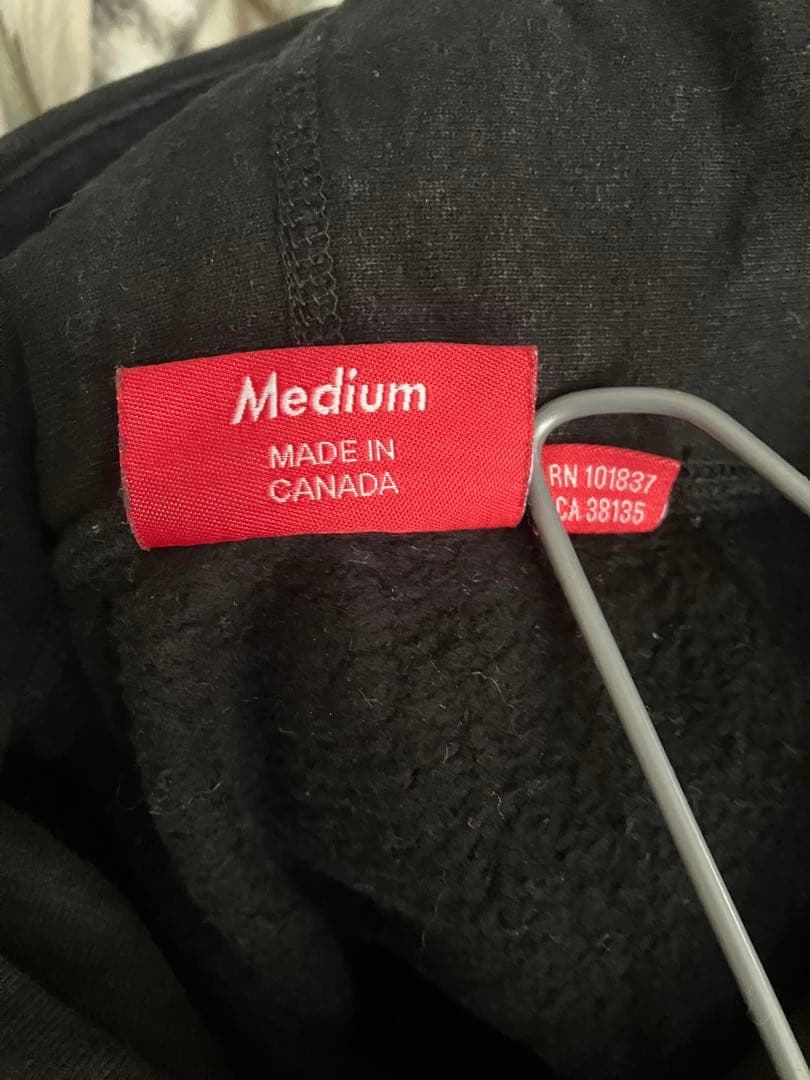 Medium
MADE IN
CANADA
RN 101837
CA 38135